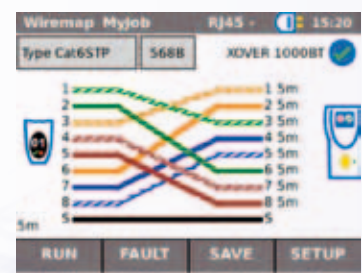 Wiremap Myjob RJ45 15:20
Type Cat6STP 568B XOVER 1000BT
1 1 5m
2 2 5m
3 3 5m
4 4 5m
5 5 5m
6 6 5m
7 7 5m
8 8 5m
S S
5m
RUN FAULT SAVE SETUP